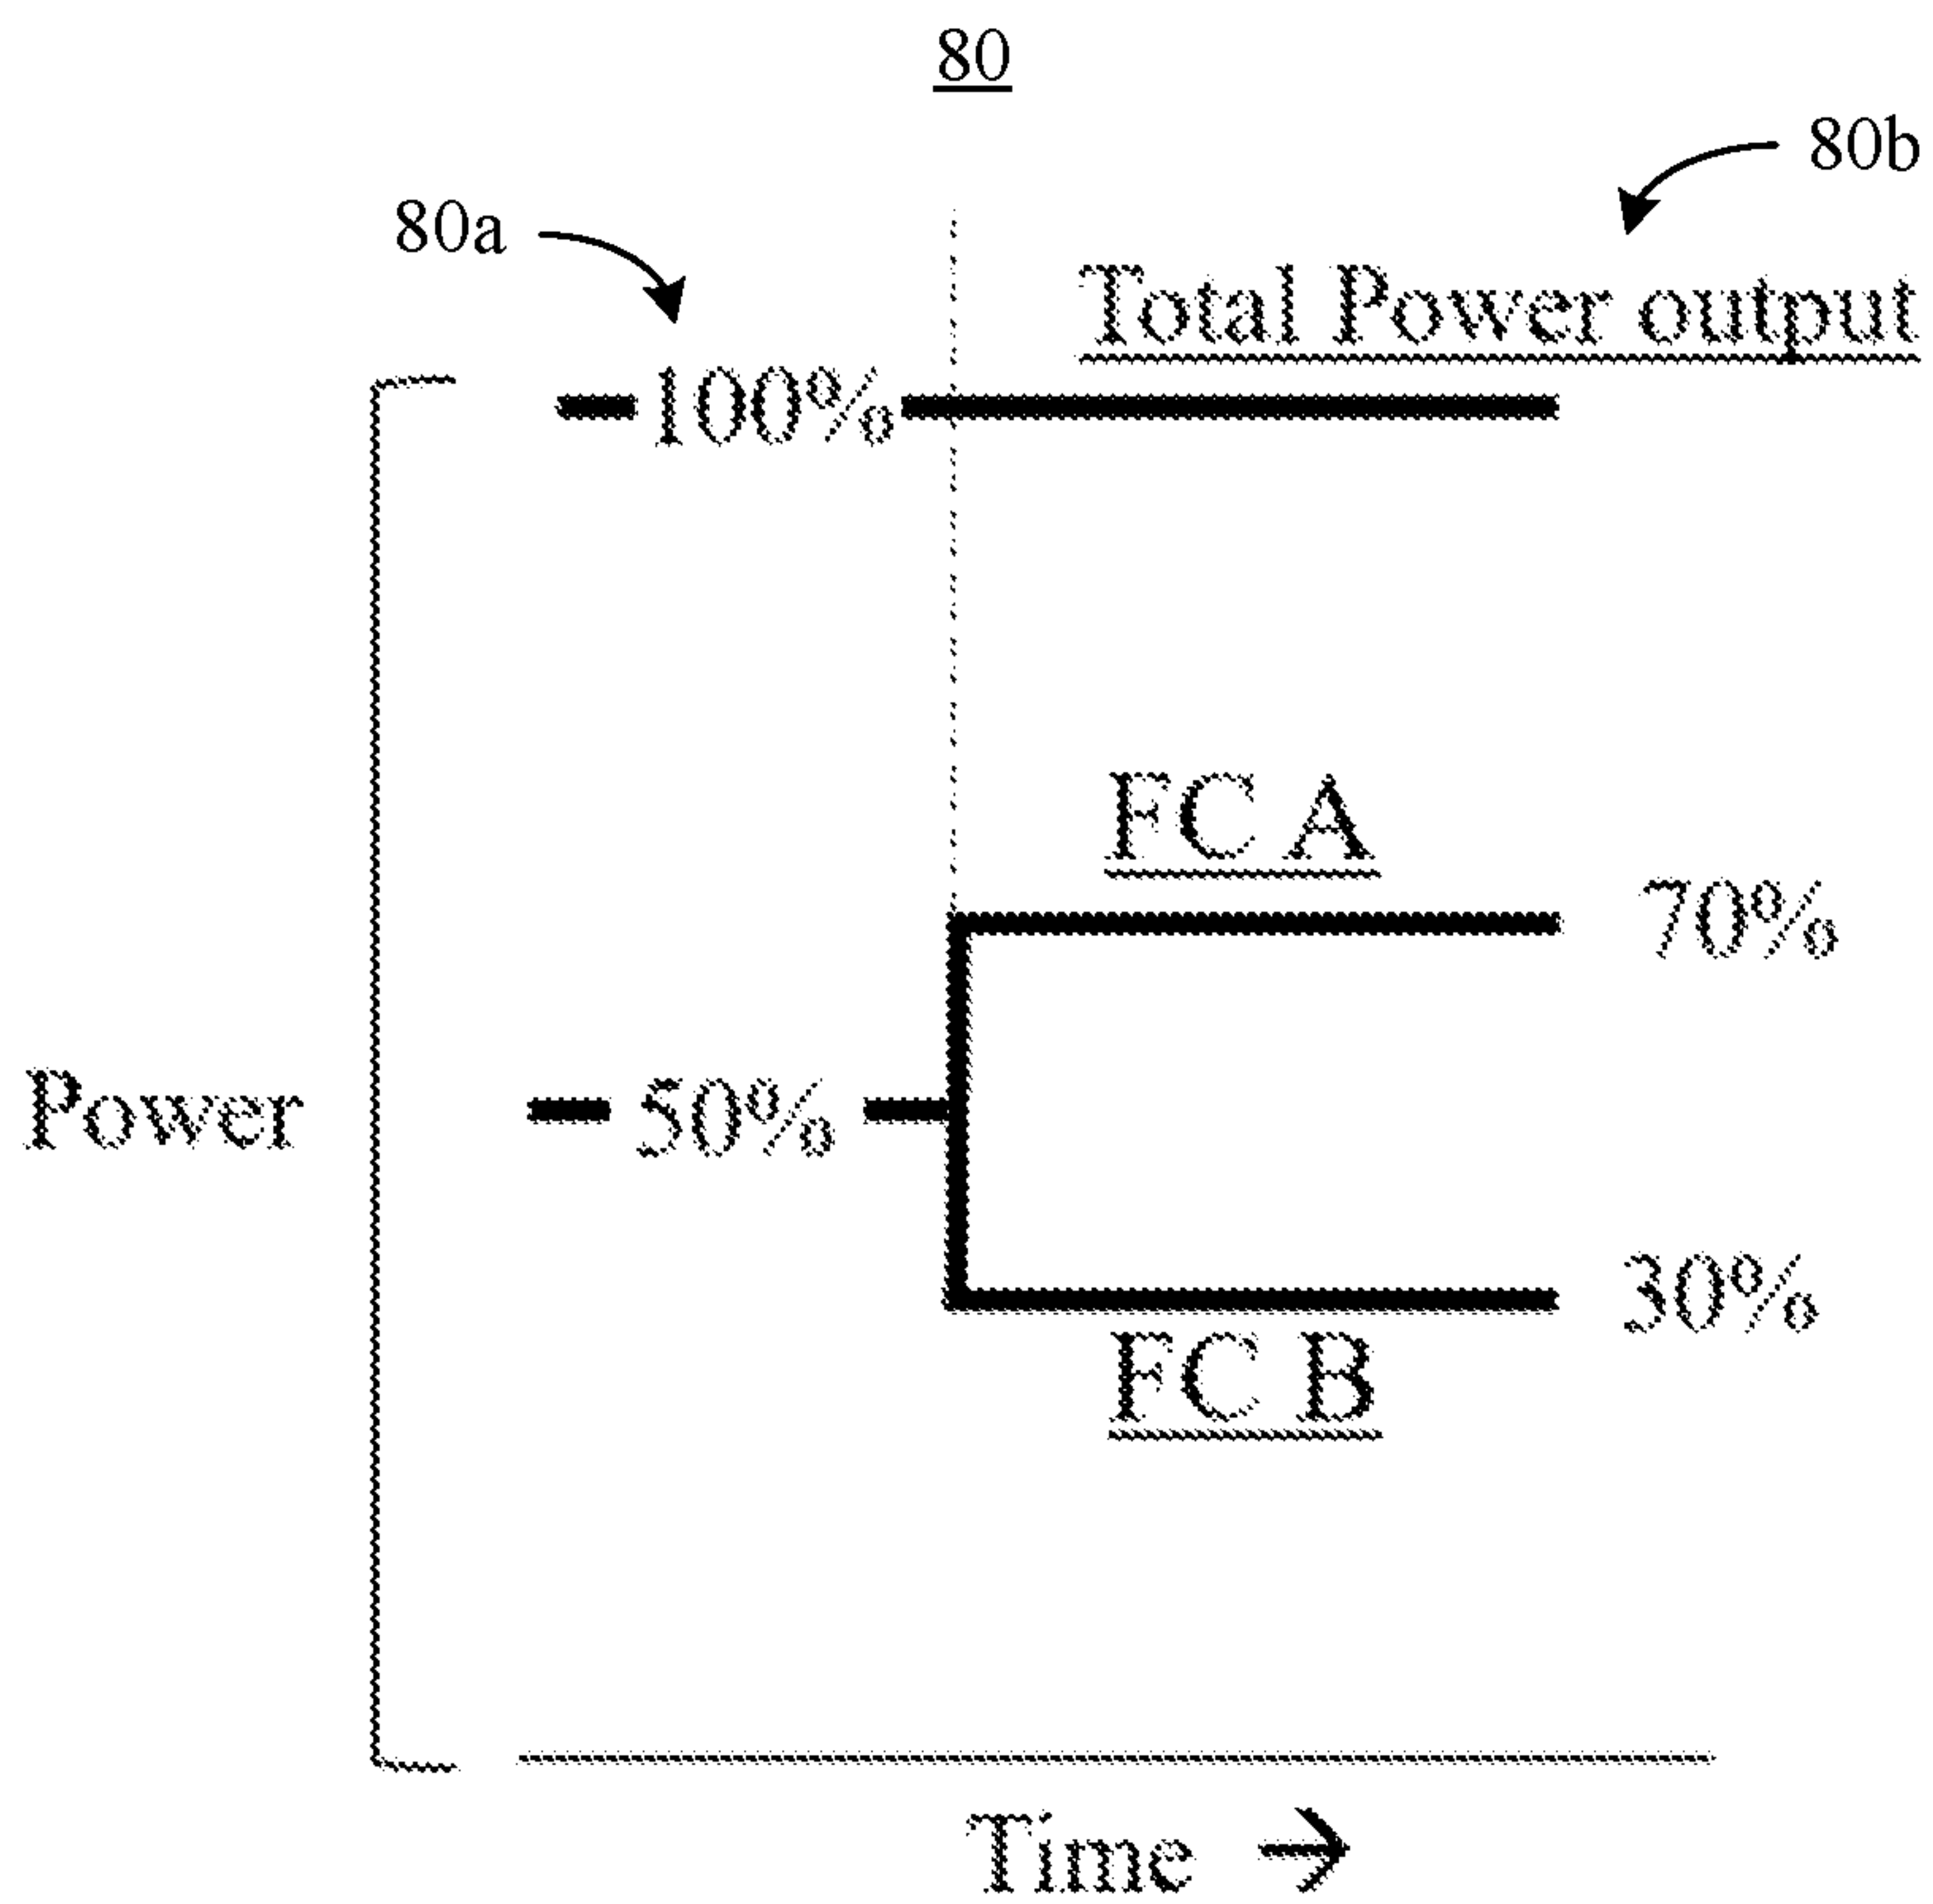 80
80b
80a
Total Power output
100%
FC A
70%
Power
50%
30%
FC B
Time →